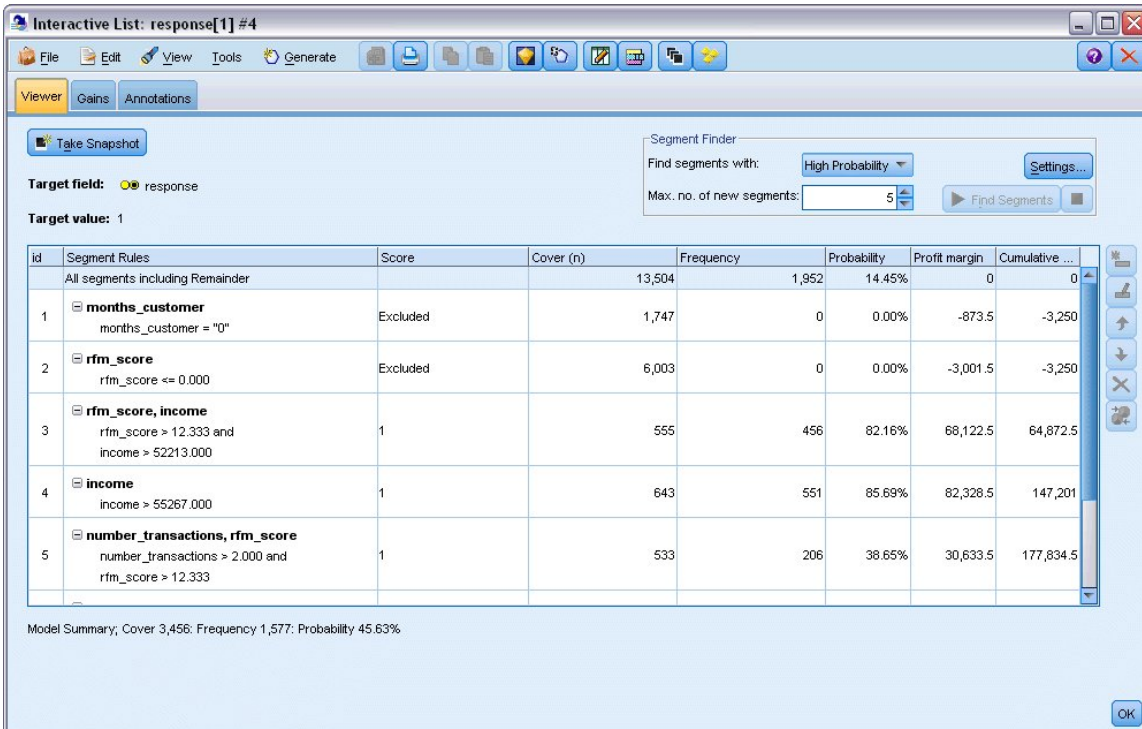 Interactive List: response[1] #4
File Edit View Tools Generate
Viewer Gains Annotations
Take Snapshot
Segment Finder
Find segments with: High Probability Settings...
Target field: response
Max. no. of new segments: 5 Find Segments
Target value: 1
id Segment Rules Score Cover (n) Frequency Probability Profit margin Cumulative ...
All segments including Remainder 13,504 1,952 14.45% 0 0
months_customer
1 Excluded 1,747 0 0.00% -873.5 -3,250
months_customer = "0"
rfm_score
2 Excluded 6,003 0 0.00% -3,001.5 -3,250
rfm_score <= 0.000
rfm_score, income
3 rfm_score > 12.333 and 1 555 456 82.16% 68,122.5 64,872.5
income > 52213.000
income
4 1 643 551 85.69% 82,328.5 147,201
income > 55267.000
number_transactions, rfm_score
5 number_transactions > 2.000 and 1 533 206 38.65% 30,633.5 177,834.5
rfm_score > 12.333
Model Summary; Cover 3,456: Frequency 1,577: Probability 45.63%
OK